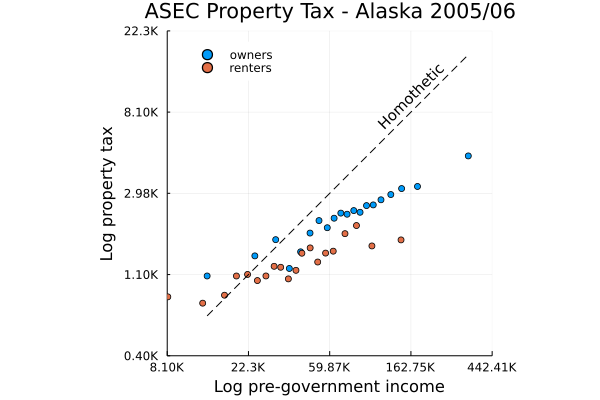 ASEC Property Tax - Alaska 2005/06
22.3K
8.10K
2.98K
1.10K
0.40K
Log property tax
owners
renters
Homothetic
8.10K 22.3K 59.87K 162.75K 442.41K
Log pre-government income